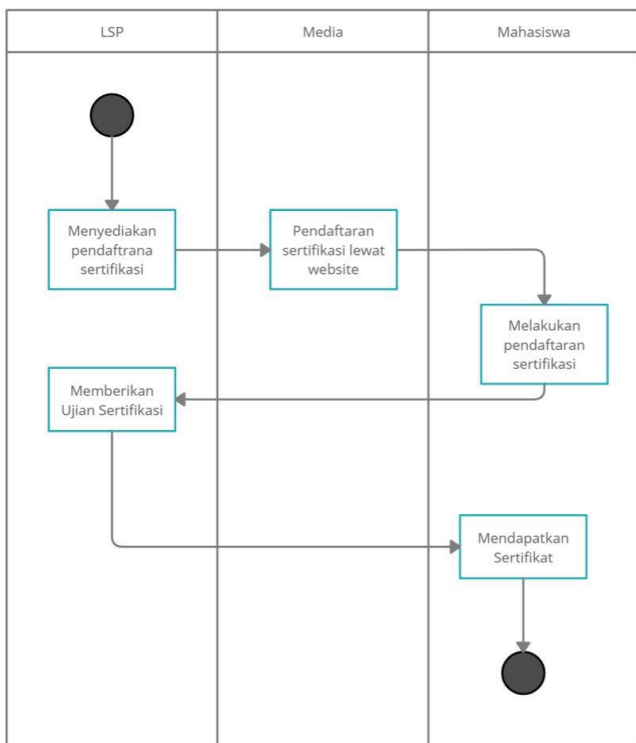 LSP
Media
Mahasiswa
Menyediakan
pendaftrana
sertifikasi
Pendaftaran
sertifikasi lewat
website
Melakukan
pendaftaran
sertifikasi
Memberikan
Ujian Sertifikasi
Mendapatkan
Sertifikat